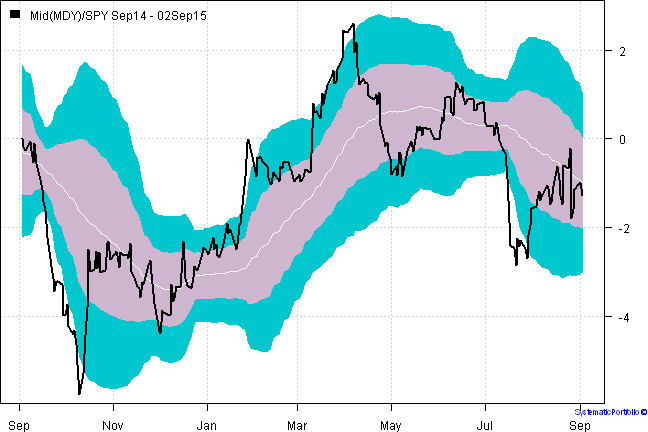 Mid(MDY)/SPY Sep14 - 02Sep15
2
0
-2
-4
Sep Nov Jan Mar May Jul Sep
SystematicPortfolio ©